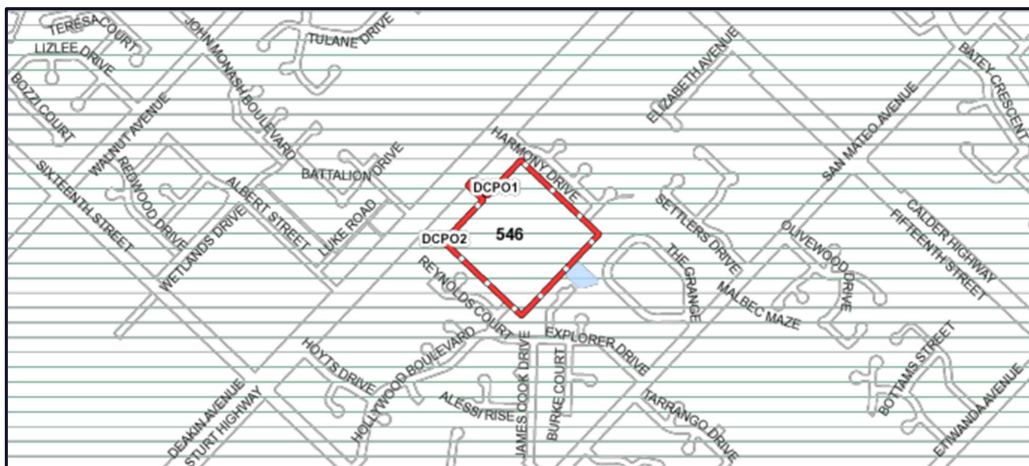 TERESA COURT
LIZLEE DRIVE
BOZZI COURT
JOHN MONASH BOULEVARD
TULANE DRIVE
ELIZABETH AVENUE
BATEY CRESCENT
WALNUT AVENUE
SAN MATEO AVENUE
HARMONY DRIVE
SIXTEENTH STREET
REDWOOD DRIVE
BATTALION DRIVE
DCPO1
ALBERT STREET
WETLANDS DRIVE
LUKE ROAD
DCPO2
546
SETTLERS DRIVE
CALDER HIGHWAY
FIFTEENTH STREET
OLIVEWOOD DRIVE
THE GRANGE
REYNOLDS COURT
MALBEC MAZE
HOYTS DRIVE
HOLLYWOOD BOULEVARD
EXPLORER DRIVE
JAMES COOK DRIVE
BURKE COURT
BOTTAMS STREET
ETIWANDA AVENUE
DEAKIN AVENUE
STURT HIGHWAY
ALESSI RISE
TARRANGO DRIVE